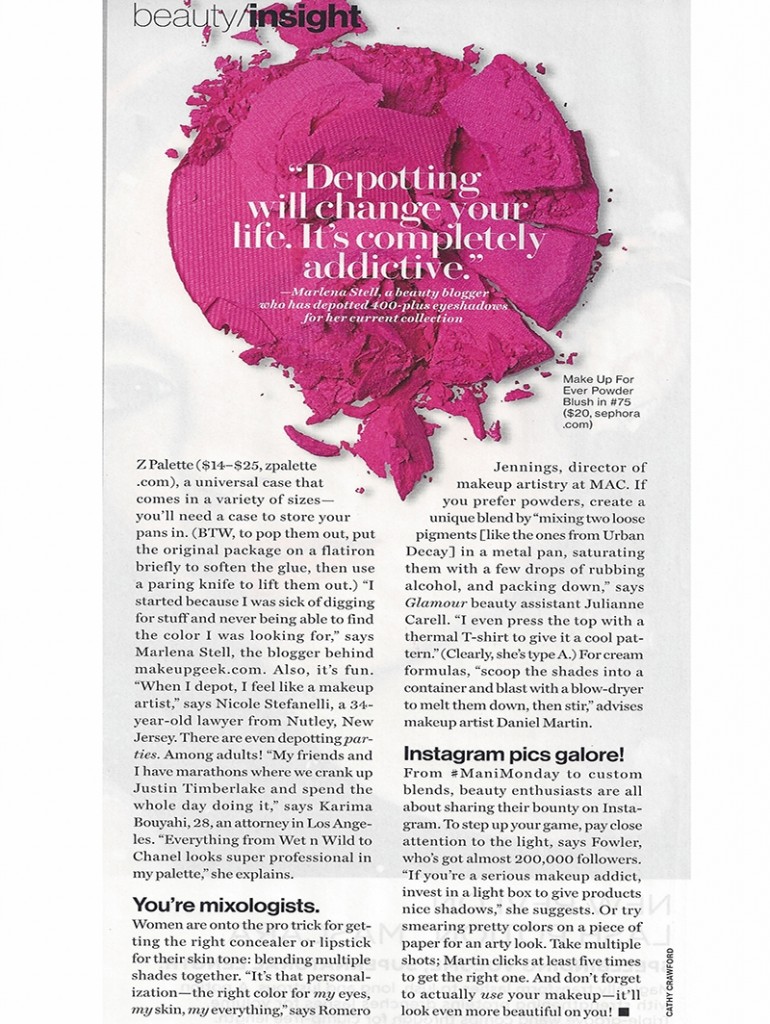 beauty/insight
“Depotting
will change your
life. It’s completely
addictive.”
—Marlena Stell, a beauty blogger
who has depotted 400-plus eyeshadows
for her current collection
Make Up For
Ever Powder
Blush in #75
($20, sephora
.com)
Z Palette ($14–$25, zpalette
.com), a universal case that
comes in a variety of sizes—
you’ll need a case to store your
pans in. (BTW, to pop them out, put
the original package on a flatiron
briefly to soften the glue, then use
a paring knife to lift them out.) “I
started because I was sick of digging
for stuff and never being able to find
the color I was looking for,” says
Marlena Stell, the blogger behind
makeupgeek.com. Also, it’s fun.
“When I depot, I feel like a makeup
artist,” says Nicole Stefanelli, a 34-
year-old lawyer from Nutley, New
Jersey. There are even depotting par-
ties. Among adults! “My friends and
I have marathons where we crank up
Justin Timberlake and spend the
whole day doing it,” says Karima
Bouyahi, 28, an attorney in Los Ange-
les. “Everything from Wet n Wild to
Chanel looks super professional in
my palette,” she explains.
You’re mixologists.
Women are onto the pro trick for get-
ting the right concealer or lipstick
for their skin tone: blending multiple
shades together. “It’s that personal-
ization—the right color for my eyes,
my skin, my everything,” says Romero
Jennings, director of
makeup artistry at MAC. If
you prefer powders, create a
unique blend by “mixing two loose
pigments [like the ones from Urban
Decay] in a metal pan, saturating
them with a few drops of rubbing
alcohol, and packing down,” says
Glamour beauty assistant Julianne
Carell. “I even press the top with a
thermal T-shirt to give it a cool pat-
tern.” (Clearly, she’s type A.) For cream
formulas, “scoop the shades into a
container and blast with a blow-dryer
to melt them down, then stir,” advises
makeup artist Daniel Martin.
Instagram pics galore!
From #ManiMonday to custom
blends, beauty enthusiasts are all
about sharing their bounty on Insta-
gram. To step up your game, pay close
attention to the light, says Fowler,
who’s got almost 200,000 followers.
“If you’re a serious makeup addict,
invest in a light box to give products
nice shadows,” she suggests. Or try
smearing pretty colors on a piece of
paper for an arty look. Take multiple
shots; Martin clicks at least five times
to get the right one. And don’t forget
to actually use your makeup—it’ll
look even more beautiful on you! ■
CATHY CRAWFORD